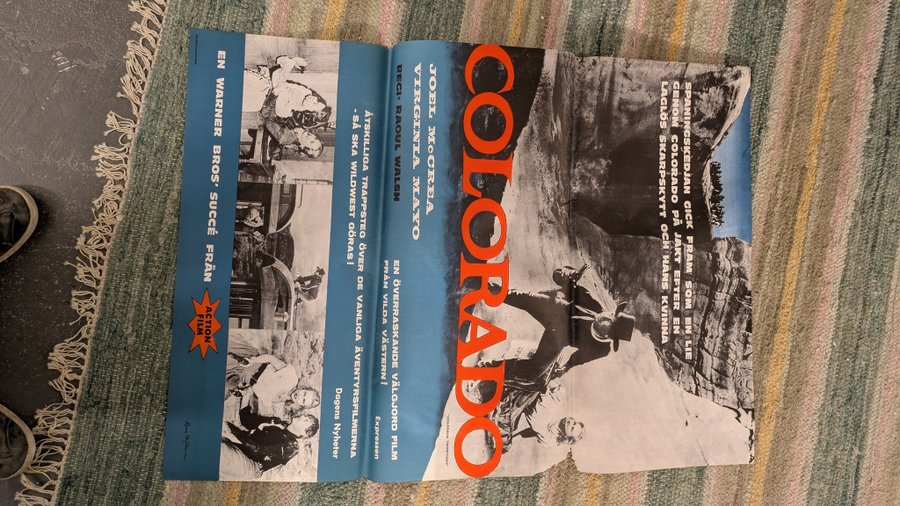 SPANINGSKEDJAN GICK FRAM SOM EN LIE
GENOM COLORADO PÅ JAKT EFTER EN
LAGLÖS SKARPSKYTT OCH HANS KVINNA
COLORADO
JOEL McCREA
VIRGINIA MAYO
REGI: RAOUL WALSH
EN ÖVERRASKANDE VÄLGJORD FILM
FRÅN VILDA VÄSTERN!
Expressen
ÅTSKILLIGA TRAPPSTEG ÖVER DE VANLIGA ÄVENTYRSFILMERNA
- SÅ SKA WILDWEST GÖRAS!
Dagens Nyheter
EN WARNER BROS' SUCCÉ FRÅN
ACTION
FILM